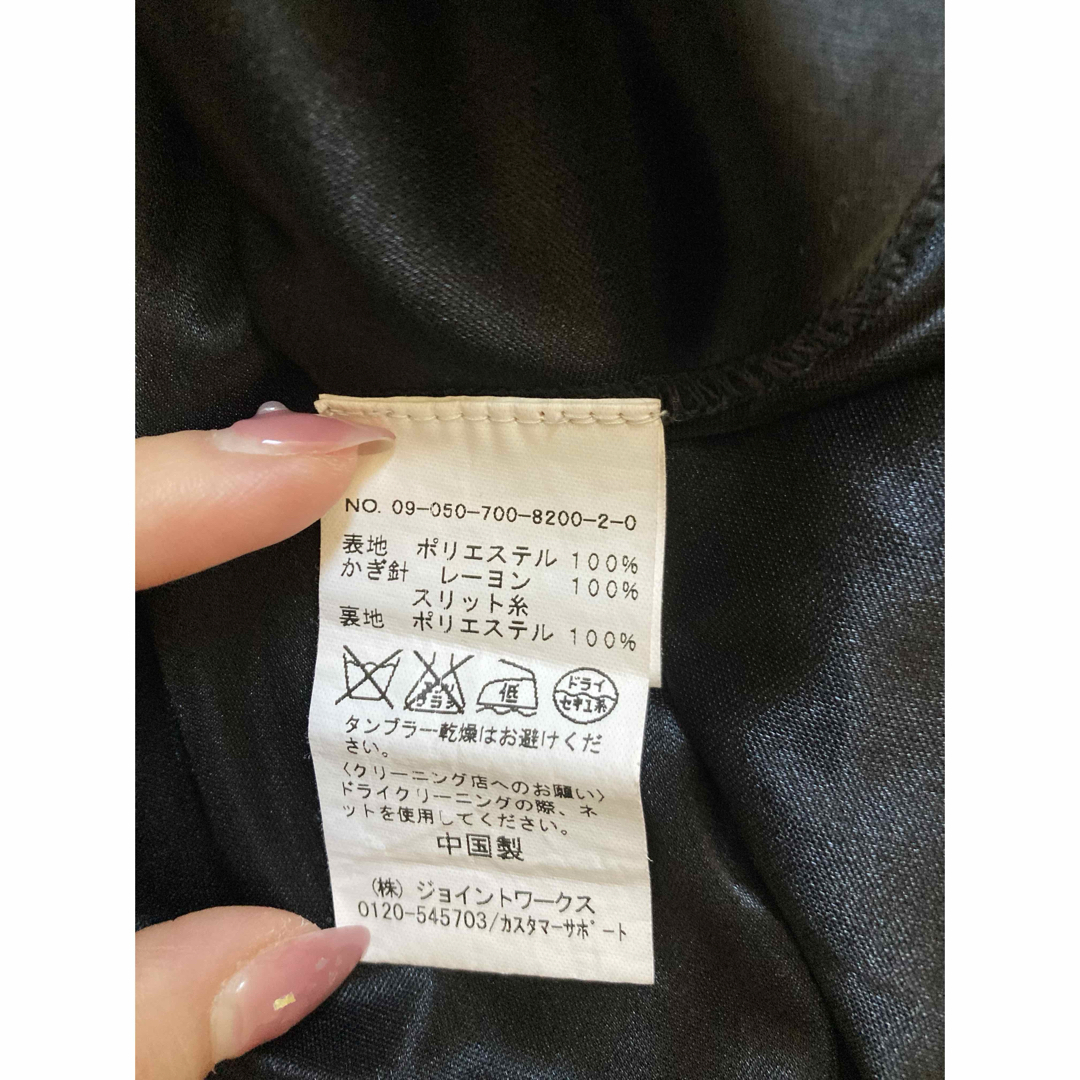 NO. 09-050-700-8200-2-0
表地 ポリエステル 100%
かぎ針 レーヨン 100%
スリット糸
裏地 ポリエステル 100%
エンソ
サラシ
低
ドライ
セキユ系
タンブラー乾燥はお避けくだ
さい。
〈クリーニング店へのお願い〉
ドライクリーニングの際、ネ
ットを使用してください。
中国製
(株) ジョイントワークス
0120-545703/カスタマーサポート